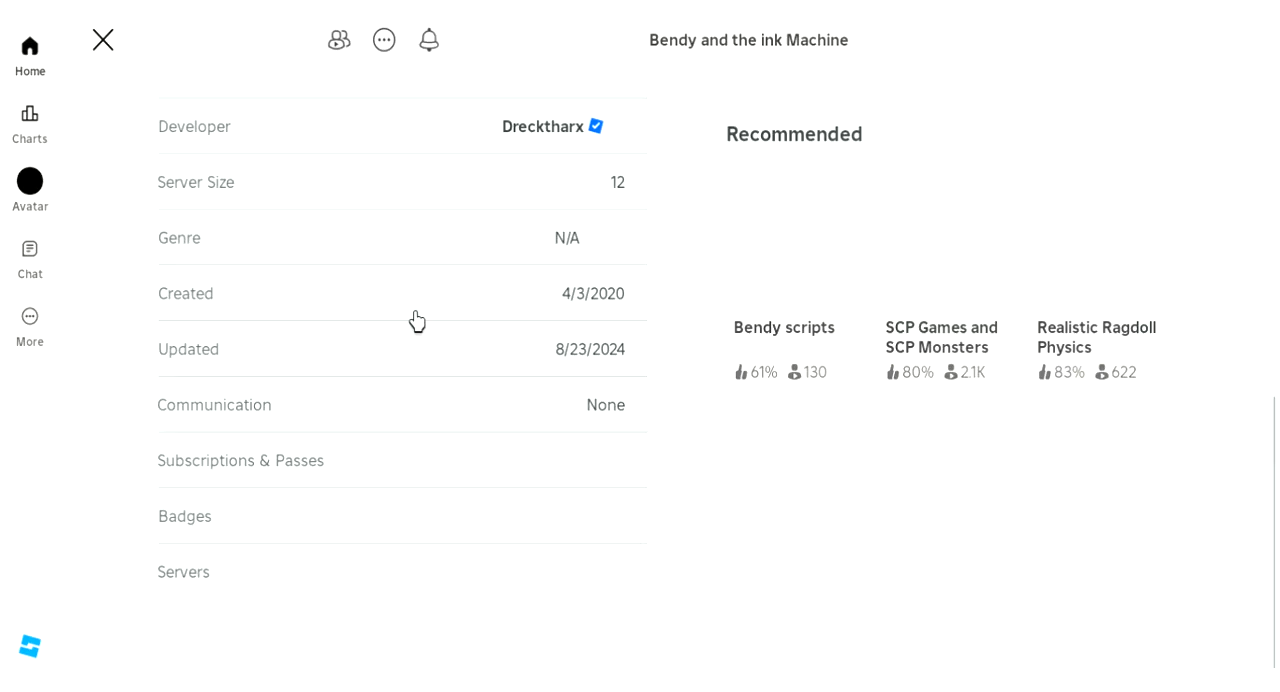 Home
Charts
Avatar
Chat
More
Bendy and the ink Machine
Developer Drecktharx
Server Size 12
Genre N/A
Created 4/3/2020
Updated 8/23/2024
Communication None
Subscriptions & Passes
Badges
Servers
Recommended
Bendy scripts
61% 130
SCP Games and
SCP Monsters
80% 2.1K
Realistic Ragdoll
Physics
83% 622